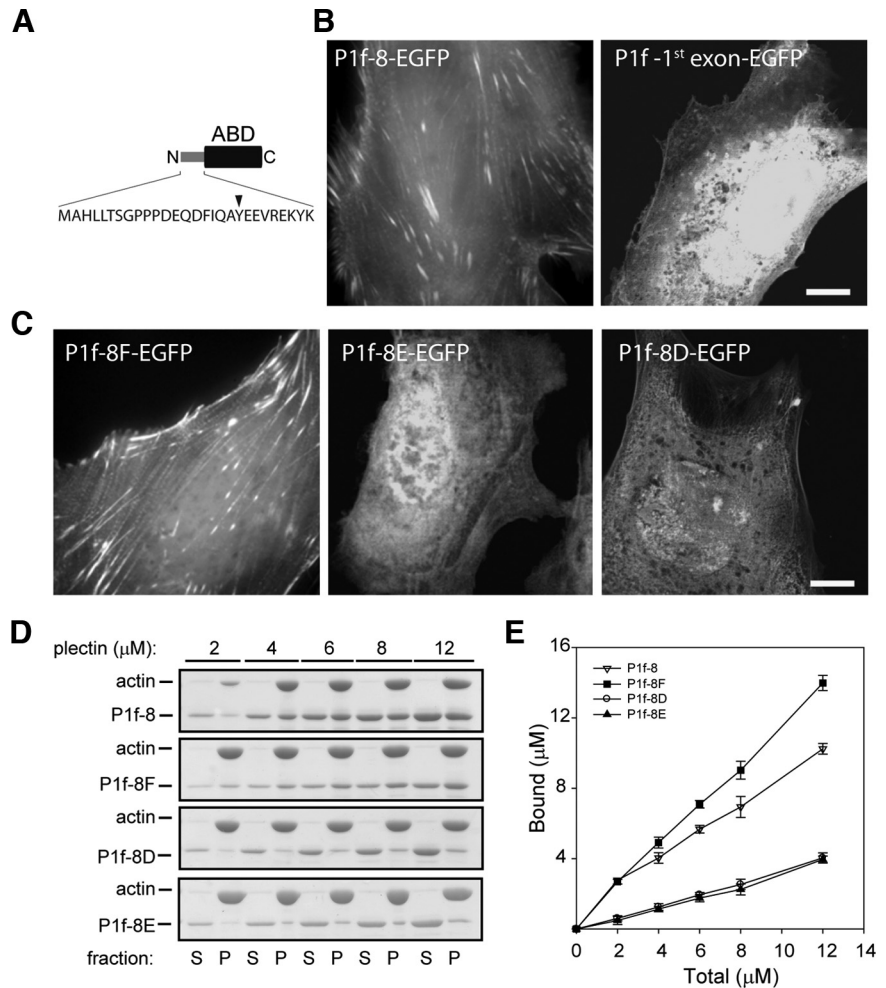 A
N ABD C
MAHLLTSGPPPDEQDFIQAYEEVREKYK
B
P1f-8-EGFP
P1f -1st exon-EGFP
C
P1f-8F-EGFP
P1f-8E-EGFP
P1f-8D-EGFP
D
plectin (μM): 2 4 6 8 12
actin
P1f-8
actin
P1f-8F
actin
P1f-8D
actin
P1f-8E
fraction: S P S P S P S P S P
E
16
12
8
4
0 2 4 6 8 10 12 14
Bound (μM)
Total (μM)
P1f-8
P1f-8F
P1f-8D
P1f-8E